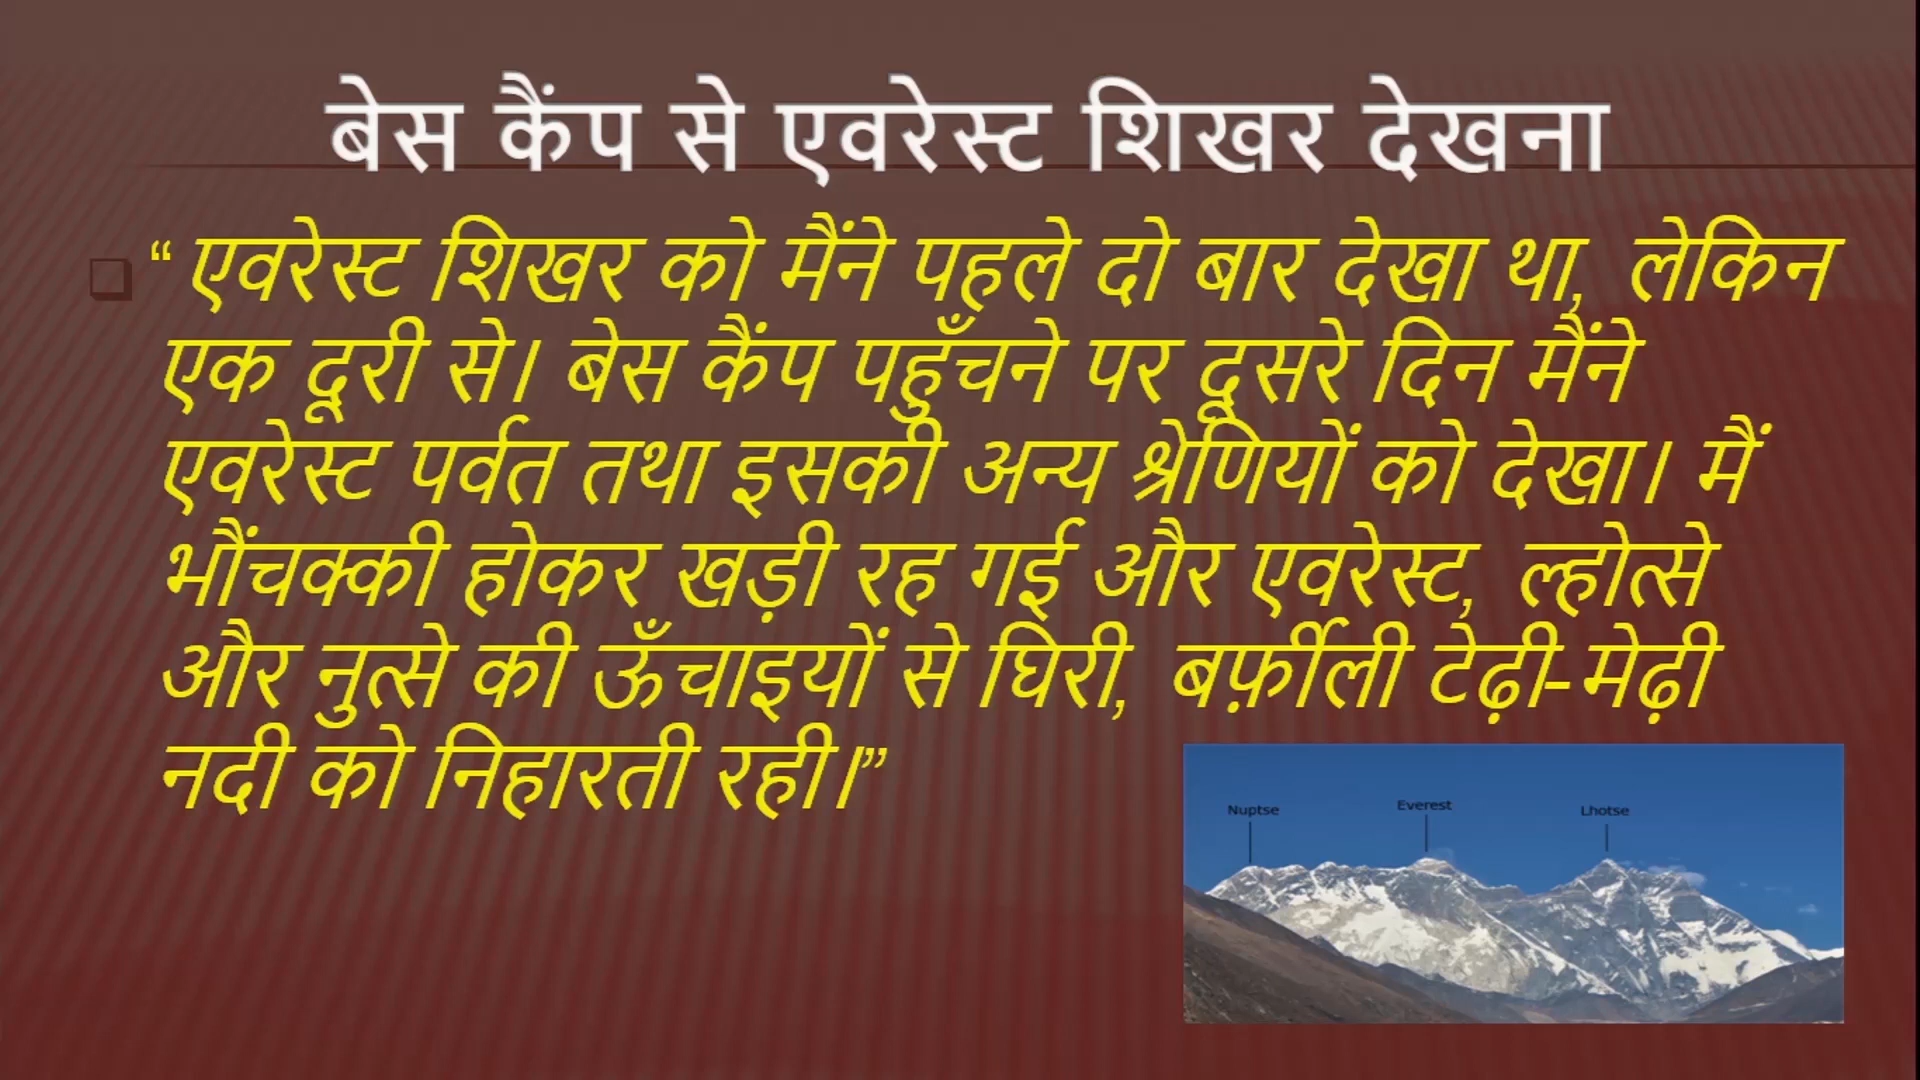 बेस कैंप से एवरेस्ट शिखर देखना
“ एवरेस्ट शिखर को मैंने पहले दो बार देखा था, लेकिन
एक दूरी से। बेस कैंप पहुँचने पर दूसरे दिन मैंने
एवरेस्ट पर्वत तथा इसकी अन्य श्रेणियों को देखा। मैं
भौंचक्की होकर खड़ी रह गई और एवरेस्ट, ल्होत्से
और नुत्से की ऊँचाइयों से घिरी, बर्फ़ीली टेढ़ी-मेढ़ी
नदी को निहारती रही।”
Nuptse
Everest
Lhotse